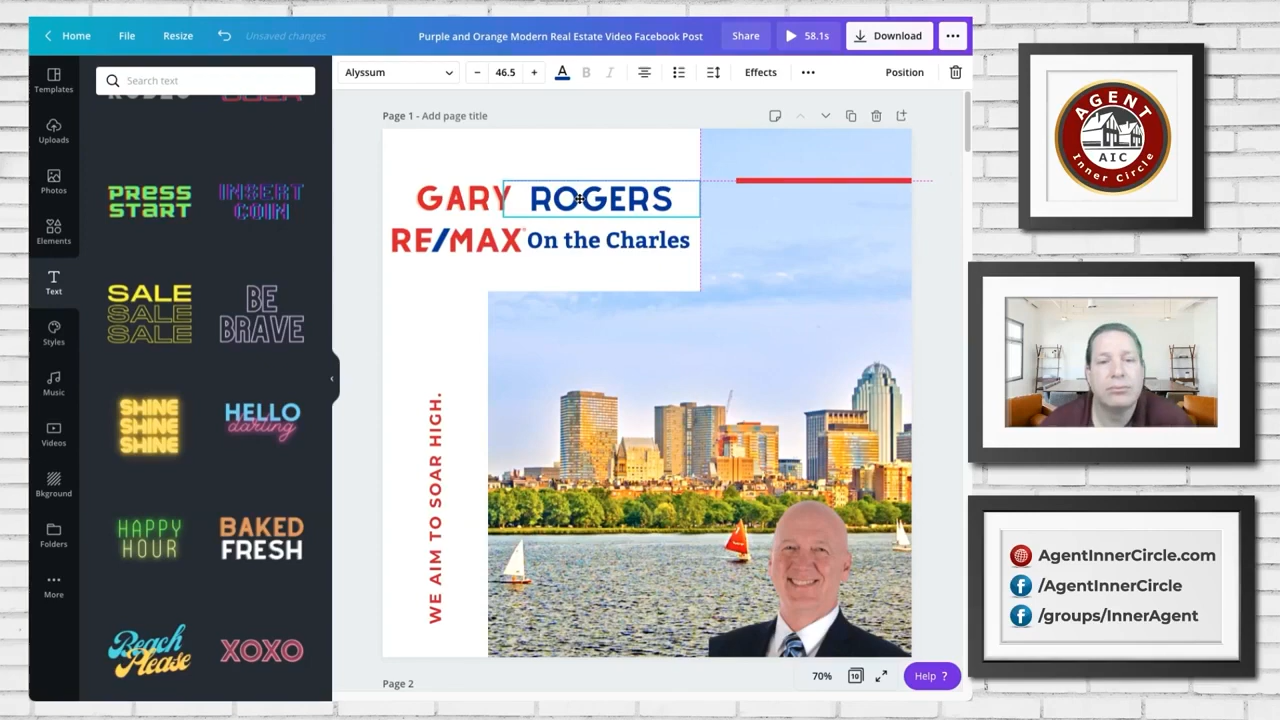 Home
File
Resize
Unsaved changes
Purple and Orange Modern Real Estate Video Facebook Post
Share
58.1s
Download
Templates
Uploads
Photos
Elements
Text
Styles
Music
Videos
Bkground
Folders
More
Search text
PRESS
START
INSERT
COIN
SALE
SALE
SALE
BE
BRAVE
SHINE
SHINE
SHINE
HELLO
darling
HAPPY
HOUR
BAKED
FRESH
Beach
Please
XOXO
Alyssum
– 46.5 +
A B I
Effects
Position
Page 1 - Add page title
GARY ROGERS
RE/MAX On the Charles
WE AIM TO SOAR HIGH.
Page 2
70%
10
Help ?
AGENT
AIC
Inner Circle
AgentInnerCircle.com
/AgentInnerCircle
/groups/InnerAgent